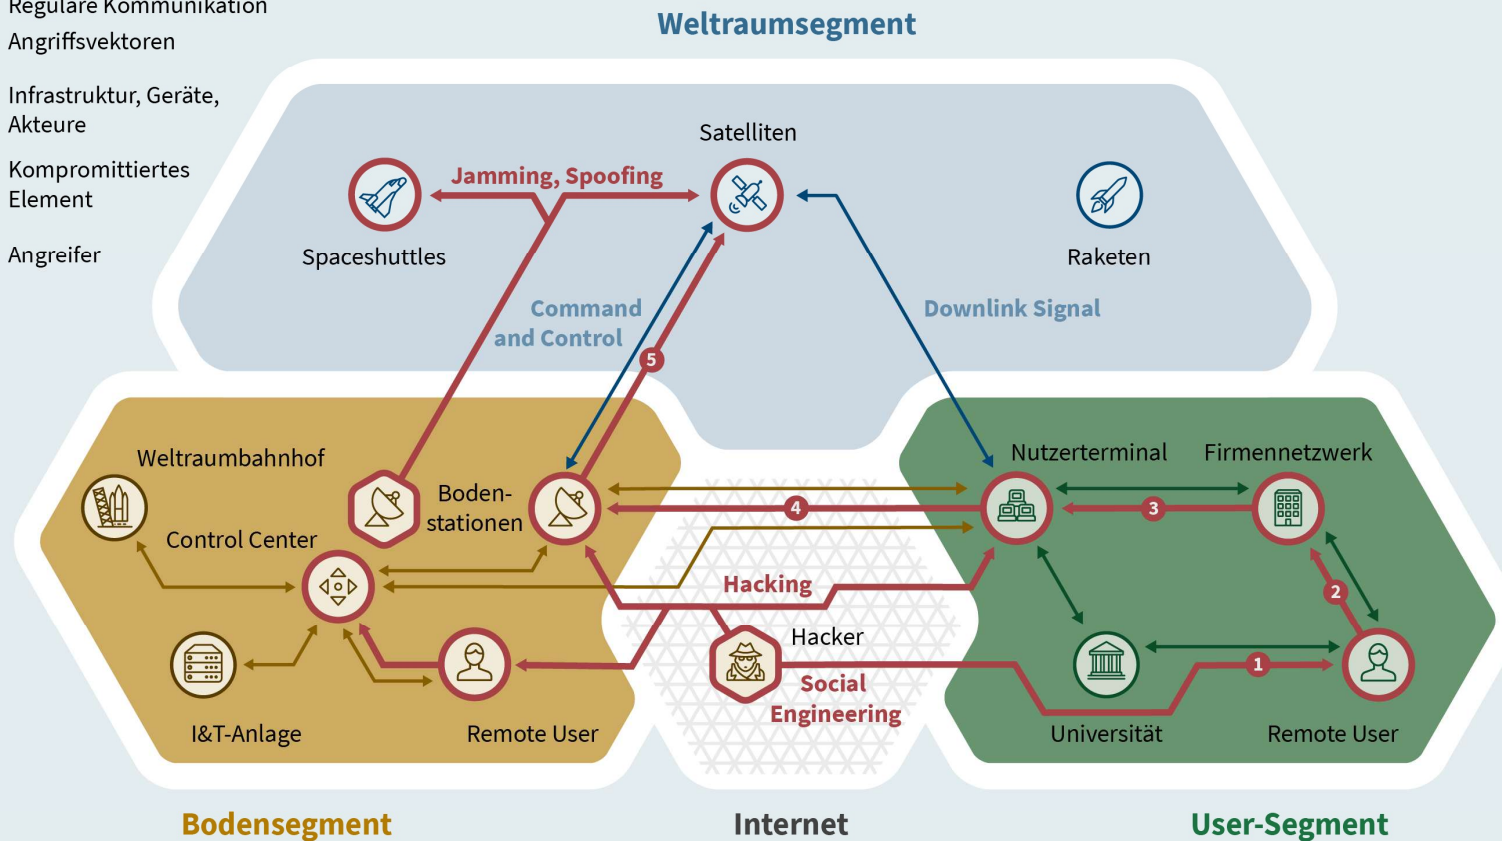 Reguläre Kommunikation
Angriffsvektoren
Infrastruktur, Geräte,
Akteure
Kompromittiertes
Element
Angreifer
Weltraumsegment
Satelliten
Jamming, Spoofing
Spaceshuttles
Raketen
Command
and Control
Downlink Signal
5
Weltraumbahnhof
Boden-
stationen
Control Center
I&T-Anlage
Remote User
Nutzerterminal
Firmennetzwerk
4
3
2
Hacking
Hacker
Social
Engineering
1
Universität
Remote User
Bodensegment
Internet
User-Segment